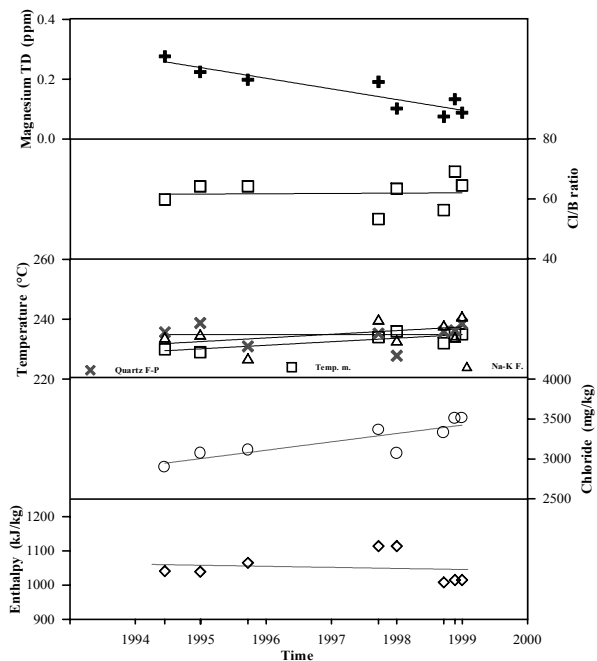 0.4
0.2
0.0
Magnesium TD (ppm)
80
60
40
Cl/B ratio
260
240
220
Temperature (°C)
Quartz F-P
Temp. m.
Na-K F.
4000
3500
3000
2500
Chloride (mg/kg)
1200
1100
1000
900
Enthalpy (kJ/kg)
1994 1995 1996 1997 1998 1999 2000
Time